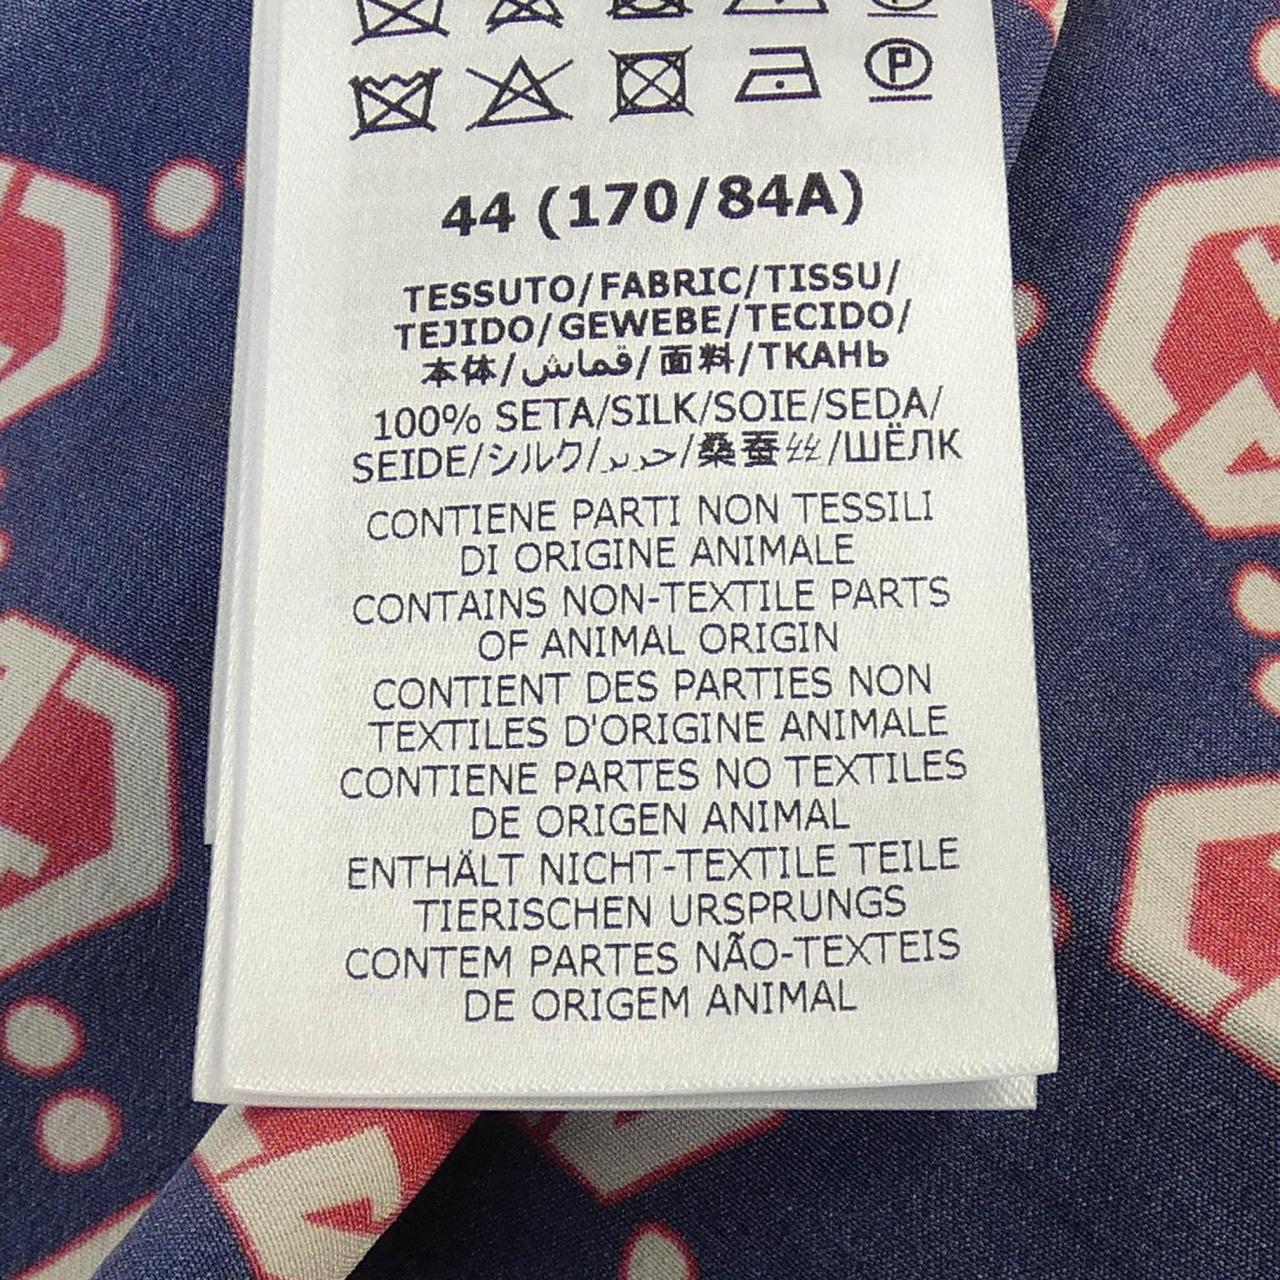 P
44 (170/84A)
TESSUTO/FABRIC/TISSU/
TEJIDO/GEWEBE/TECIDO/
本体/قماش/面料/ТКАНЬ
100% SETA/SILK/SOIE/SEDA/
SEIDE/シルク/حرير/桑蚕丝/ШЁЛК
CONTIENE PARTI NON TESSILI
DI ORIGINE ANIMALE
CONTAINS NON-TEXTILE PARTS
OF ANIMAL ORIGIN
CONTIENT DES PARTIES NON
TEXTILES D'ORIGINE ANIMALE
CONTIENE PARTES NO TEXTILES
DE ORIGEN ANIMAL
ENTHÄLT NICHT-TEXTILE TEILE
TIERISCHEN URSPRUNGS
CONTEM PARTES NÃO-TEXTEIS
DE ORIGEM ANIMAL